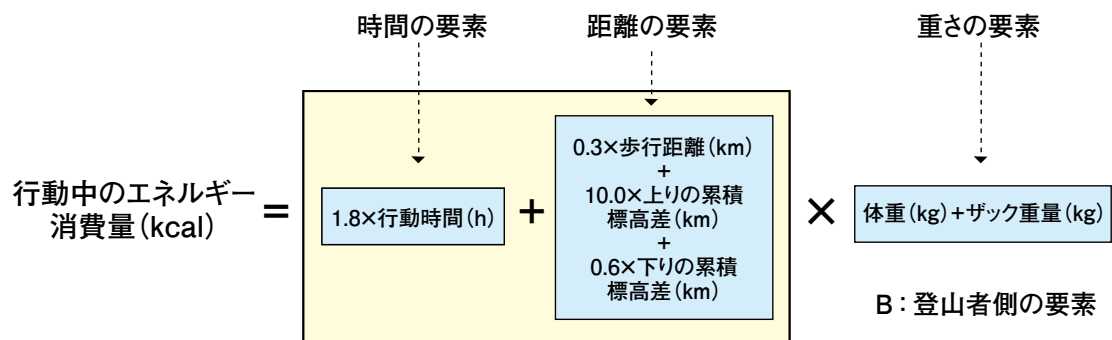 時間の要素
距離の要素
重さの要素
行動中のエネルギー
消費量(kcal)
=
1.8×行動時間(h)
+
0.3×歩行距離(km)
+
10.0×上りの累積
標高差(km)
+
0.6×下りの累積
標高差(km)
×
体重(kg)+ザック重量(kg)
B:登山者側の要素